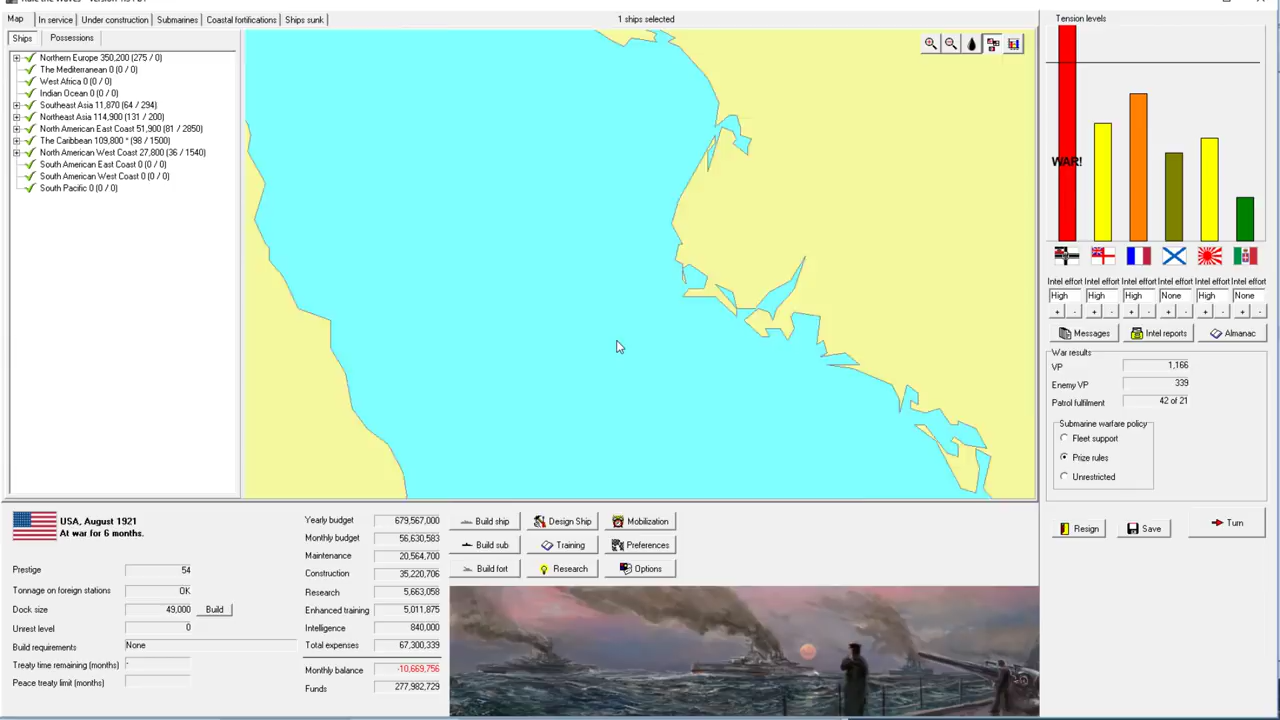 Map
In service
Under construction
Submarines
Coastal fortifications
Ships sunk
1 ships selected
Ships
Possessions
Northern Europe 350,200 (275 / 0)
The Mediterranean 0 (0 / 0)
West Africa 0 (0 / 0)
Indian Ocean 0 (0 / 0)
Southeast Asia 11,870 (64 / 294)
Northeast Asia 114,900 (131 / 200)
North American East Coast 51,900 (81 / 2850)
The Caribbean 109,800 * (98 / 1500)
North American West Coast 27,800 (36 / 1540)
South American East Coast 0 (0 / 0)
South American West Coast 0 (0 / 0)
South Pacific 0 (0 / 0)
Tension levels
WAR!
Intel effort Intel effort Intel effort Intel effort Intel effort Intel effort
High High High None High None
+ - + - + - + - + - + -
Messages
Intel reports
Almanac
War results
VP 1,166
Enemy VP 339
Patrol fulfilment 42 of 21
Submarine warfare policy
Fleet support
Prize rules
Unrestricted
Resign
Save
Turn
USA, August 1921
At war for 6 months.
Prestige 54
Tonnage on foreign stations OK
Dock size 49,000 Build
Unrest level 0
Build requirements None
Treaty time remaining (months) -
Peace treaty limit (months)
Yearly budget 679,567,000
Monthly budget 56,630,583
Maintenance 20,564,700
Construction 35,220,706
Research 5,663,058
Enhanced training 5,011,875
Intelligence 840,000
Total expenses 67,300,339
Monthly balance -10,669,756
Funds 277,982,729
Build ship
Design Ship
Mobilization
Build sub
Training
Preferences
Build fort
Research
Options